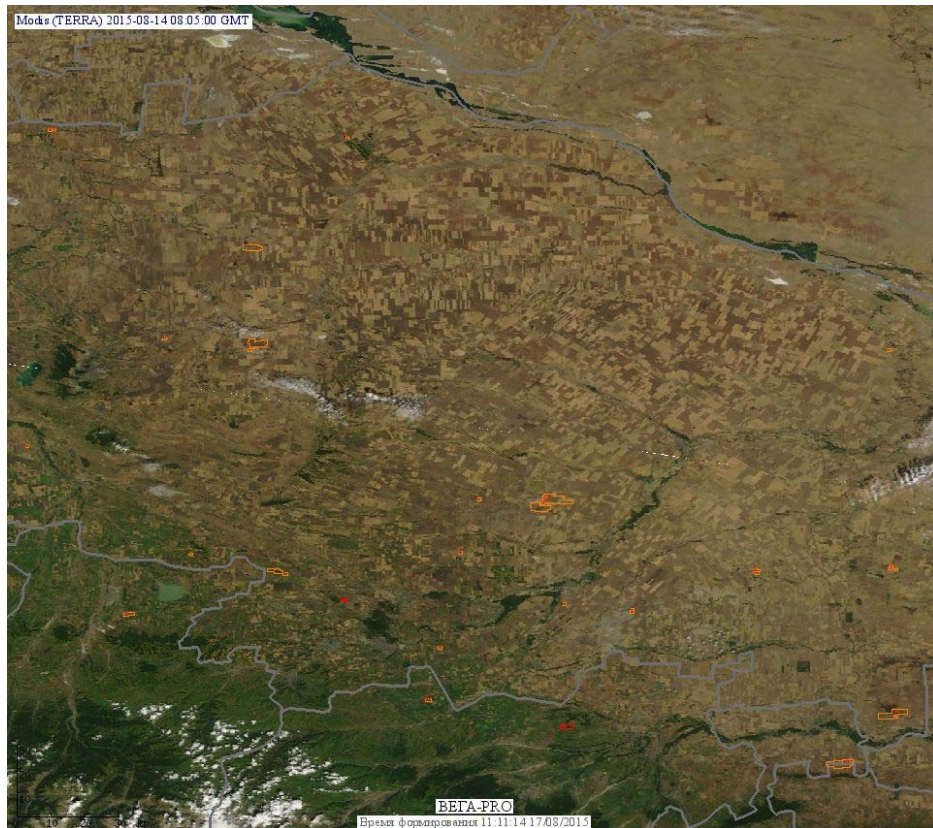 Modis (TERRA) 2015-08-14 08:05:00 GMT
ВЕГА-PRO
Время формирования 11:11:14 17/08/2015